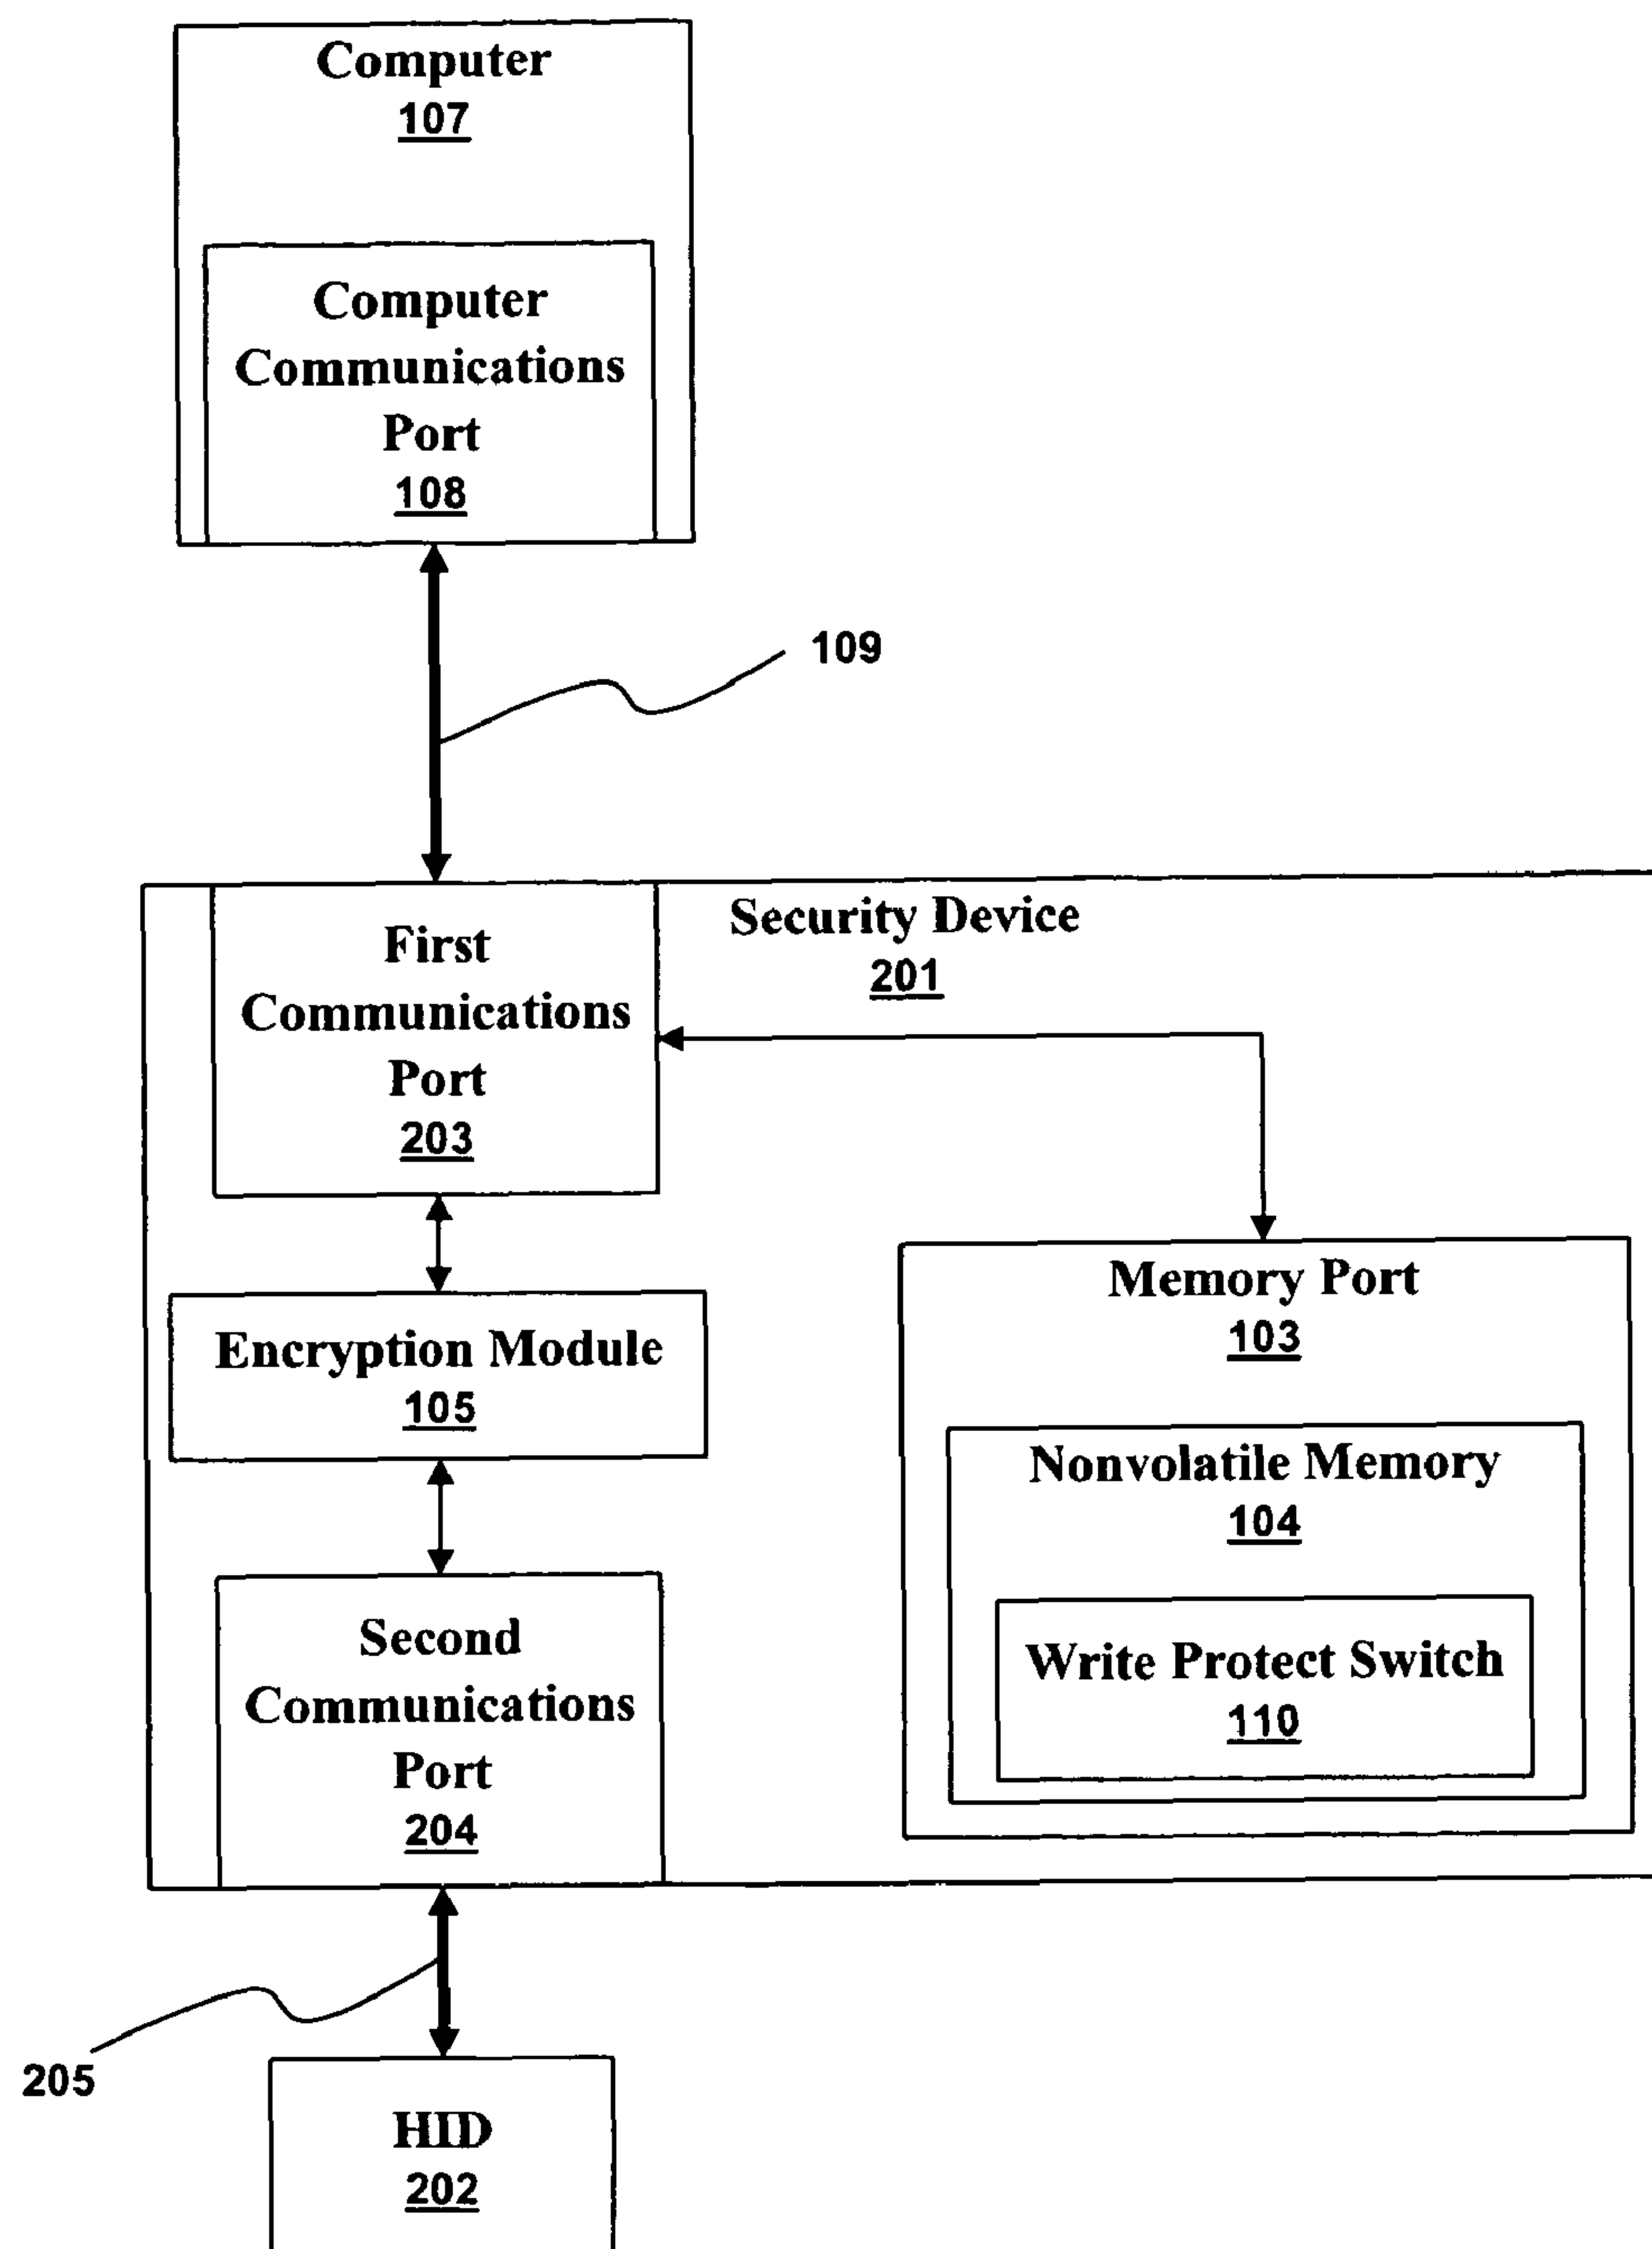 Computer
107
Computer
Communications
Port
108
109
First
Communications
Port
203
Security Device
201
Encryption Module
105
Memory Port
103
Nonvolatile Memory
104
Write Protect Switch
110
Second
Communications
Port
204
205
HID
202